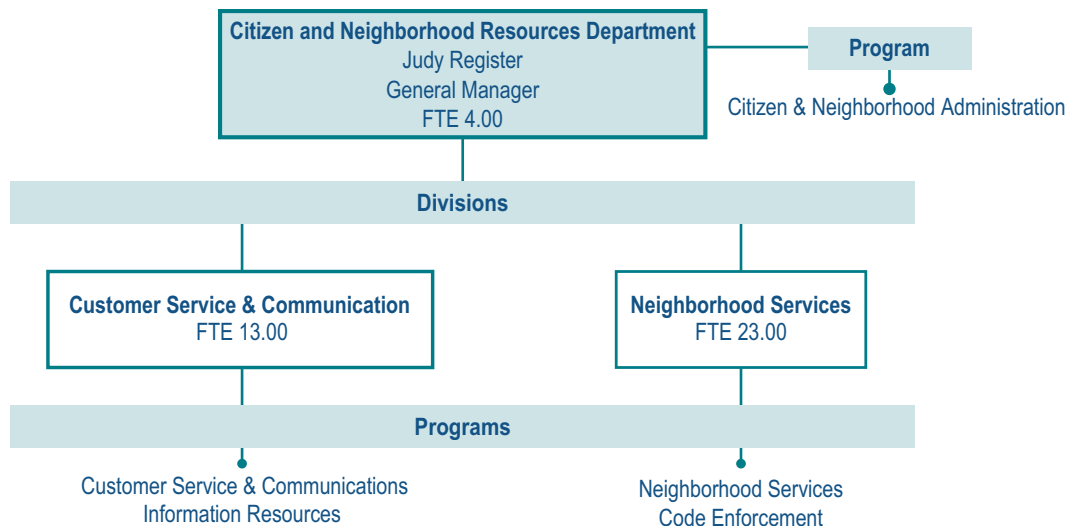 Citizen and Neighborhood Resources Department
Judy Register
General Manager
FTE 4.00
Program
Citizen & Neighborhood Administration
Divisions
Customer Service & Communication
FTE 13.00
Neighborhood Services
FTE 23.00
Programs
Customer Service & Communications
Information Resources
Neighborhood Services
Code Enforcement